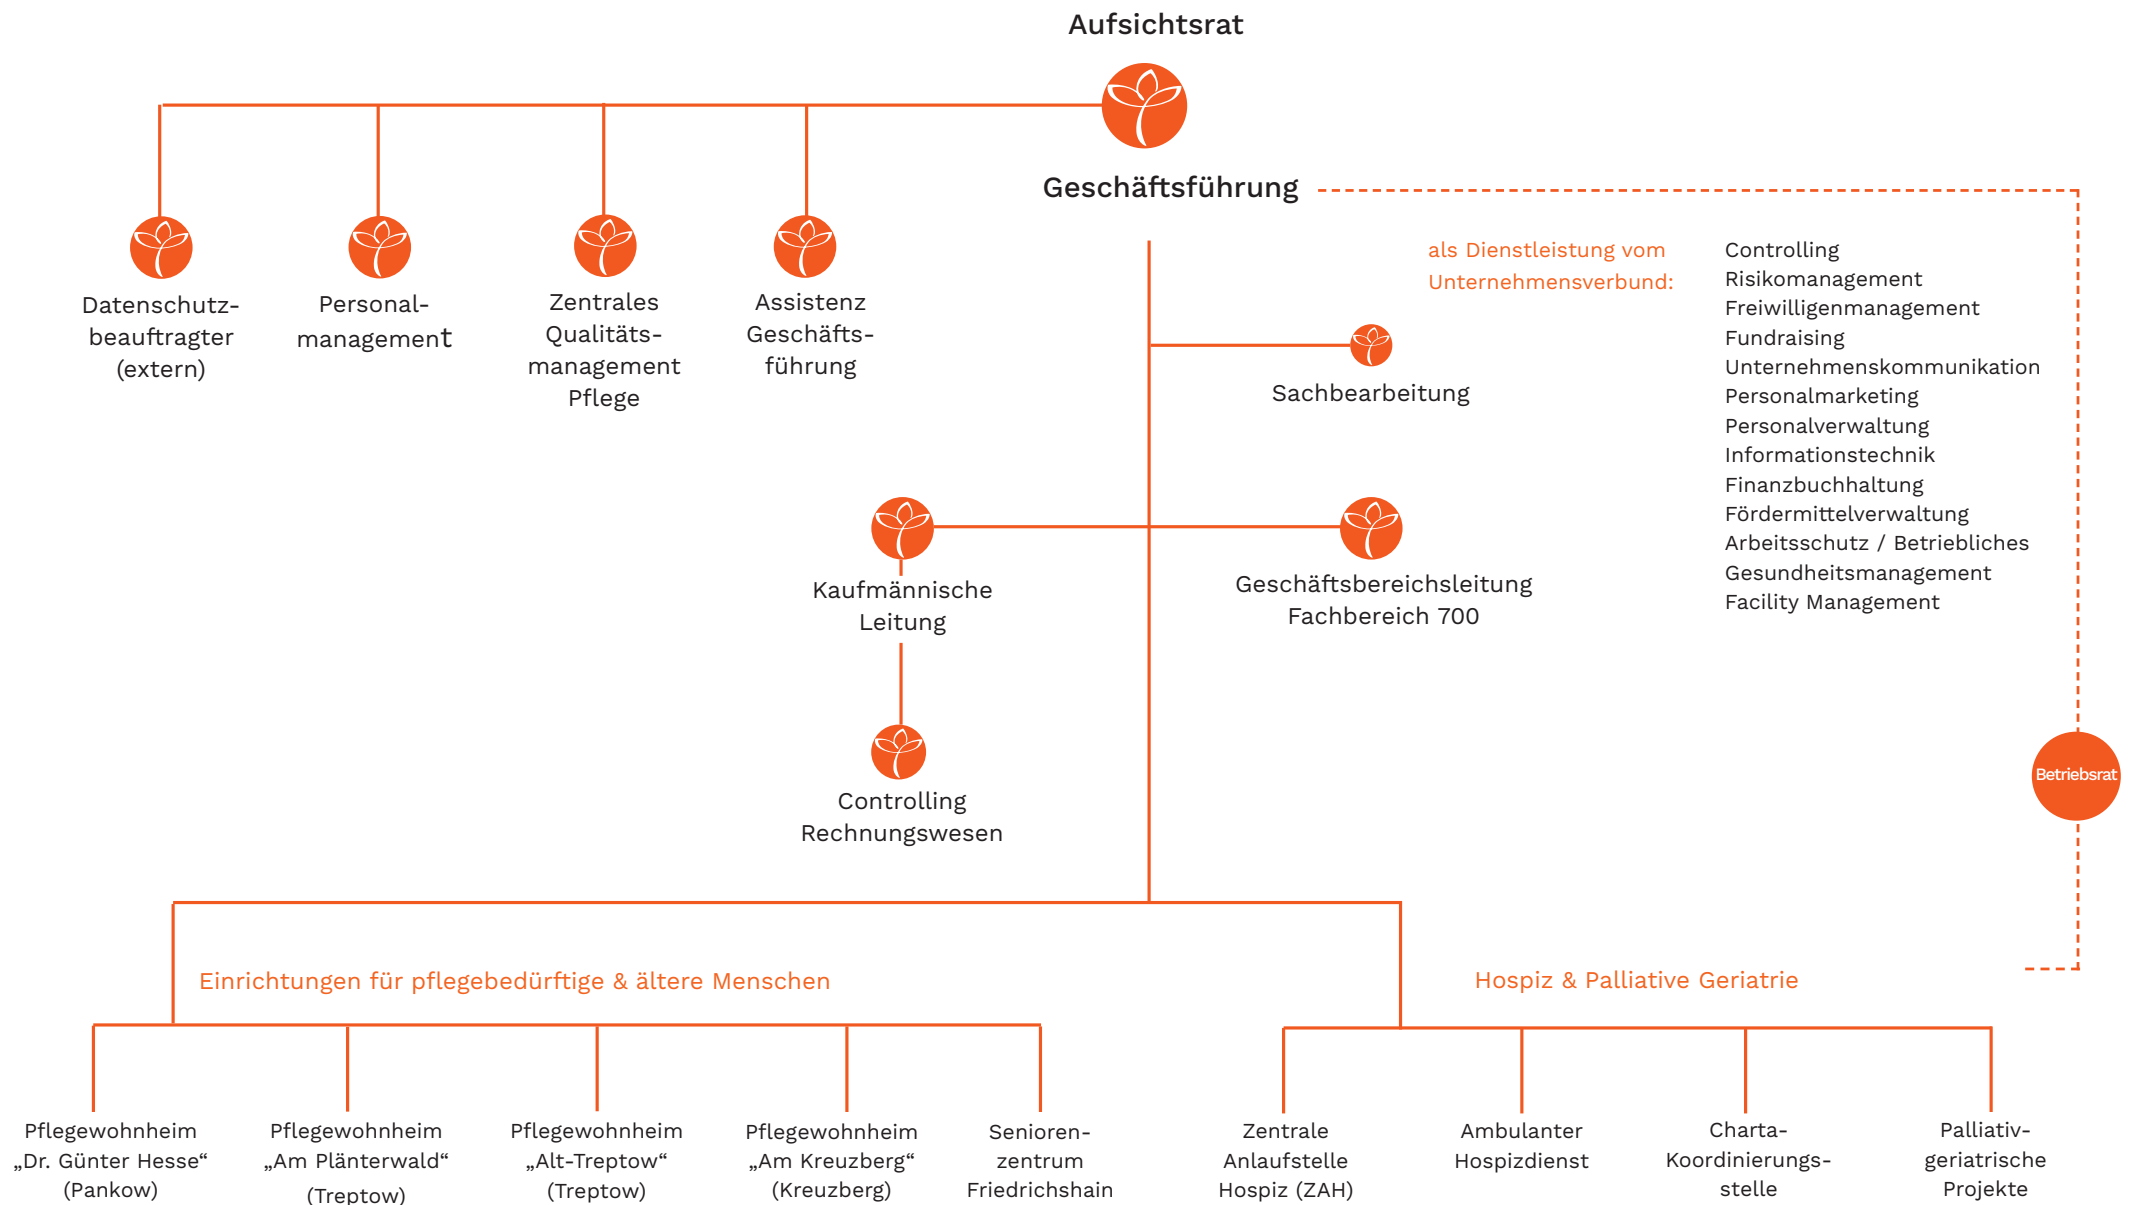 Aufsichtsrat
Geschäftsführung
Datenschutz-
beauftragter
(extern)
Personal-
management
Zentrales
Qualitäts-
management
Pflege
Assistenz
Geschäfts-
führung
als Dienstleistung vom
Unternehmensverbund:
Controlling
Risikomanagement
Freiwilligenmanagement
Fundraising
Unternehmenskommunikation
Personalmarketing
Personalverwaltung
Informationstechnik
Finanzbuchhaltung
Fördermittelverwaltung
Arbeitsschutz / Betriebliches
Gesundheitsmanagement
Facility Management
Sachbearbeitung
Kaufmännische
Leitung
Geschäftsbereichsleitung
Fachbereich 700
Controlling
Rechnungswesen
Betriebsrat
Einrichtungen für pflegebedürftige & ältere Menschen
Hospiz & Palliative Geriatrie
Pflegewohnheim
„Dr. Günter Hesse“
(Pankow)
Pflegewohnheim
„Am Plänterwald“
(Treptow)
Pflegewohnheim
„Alt-Treptow“
(Treptow)
Pflegewohnheim
„Am Kreuzberg“
(Kreuzberg)
Senioren-
zentrum
Friedrichshain
Zentrale
Anlaufstelle
Hospiz (ZAH)
Ambulanter
Hospizdienst
Charta-
Koordinierungs-
stelle
Palliativ-
geriatrische
Projekte